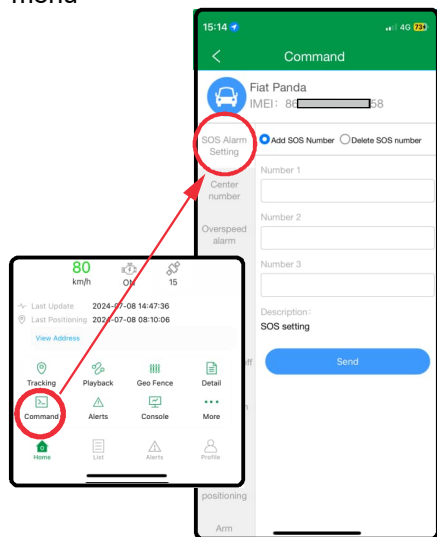 menu
15:14
4G 73
Command
Fiat Panda
IMEI: 86 58
SOS Alarm
Setting
Add SOS Number
Delete SOS number
Center
number
Number 1
Number 2
Overspeed
alarm
Number 3
Description:
SOS setting
Send
ff
positioning
Arm
80
km/h
ON
15
Last Update 2024-07-08 14:47:36
Last Positioning 2024-07-08 08:10:06
View Address
Tracking
Playback
Geo Fence
Detail
Command
Alerts
Console
More
Home
List
Alerts
Profile